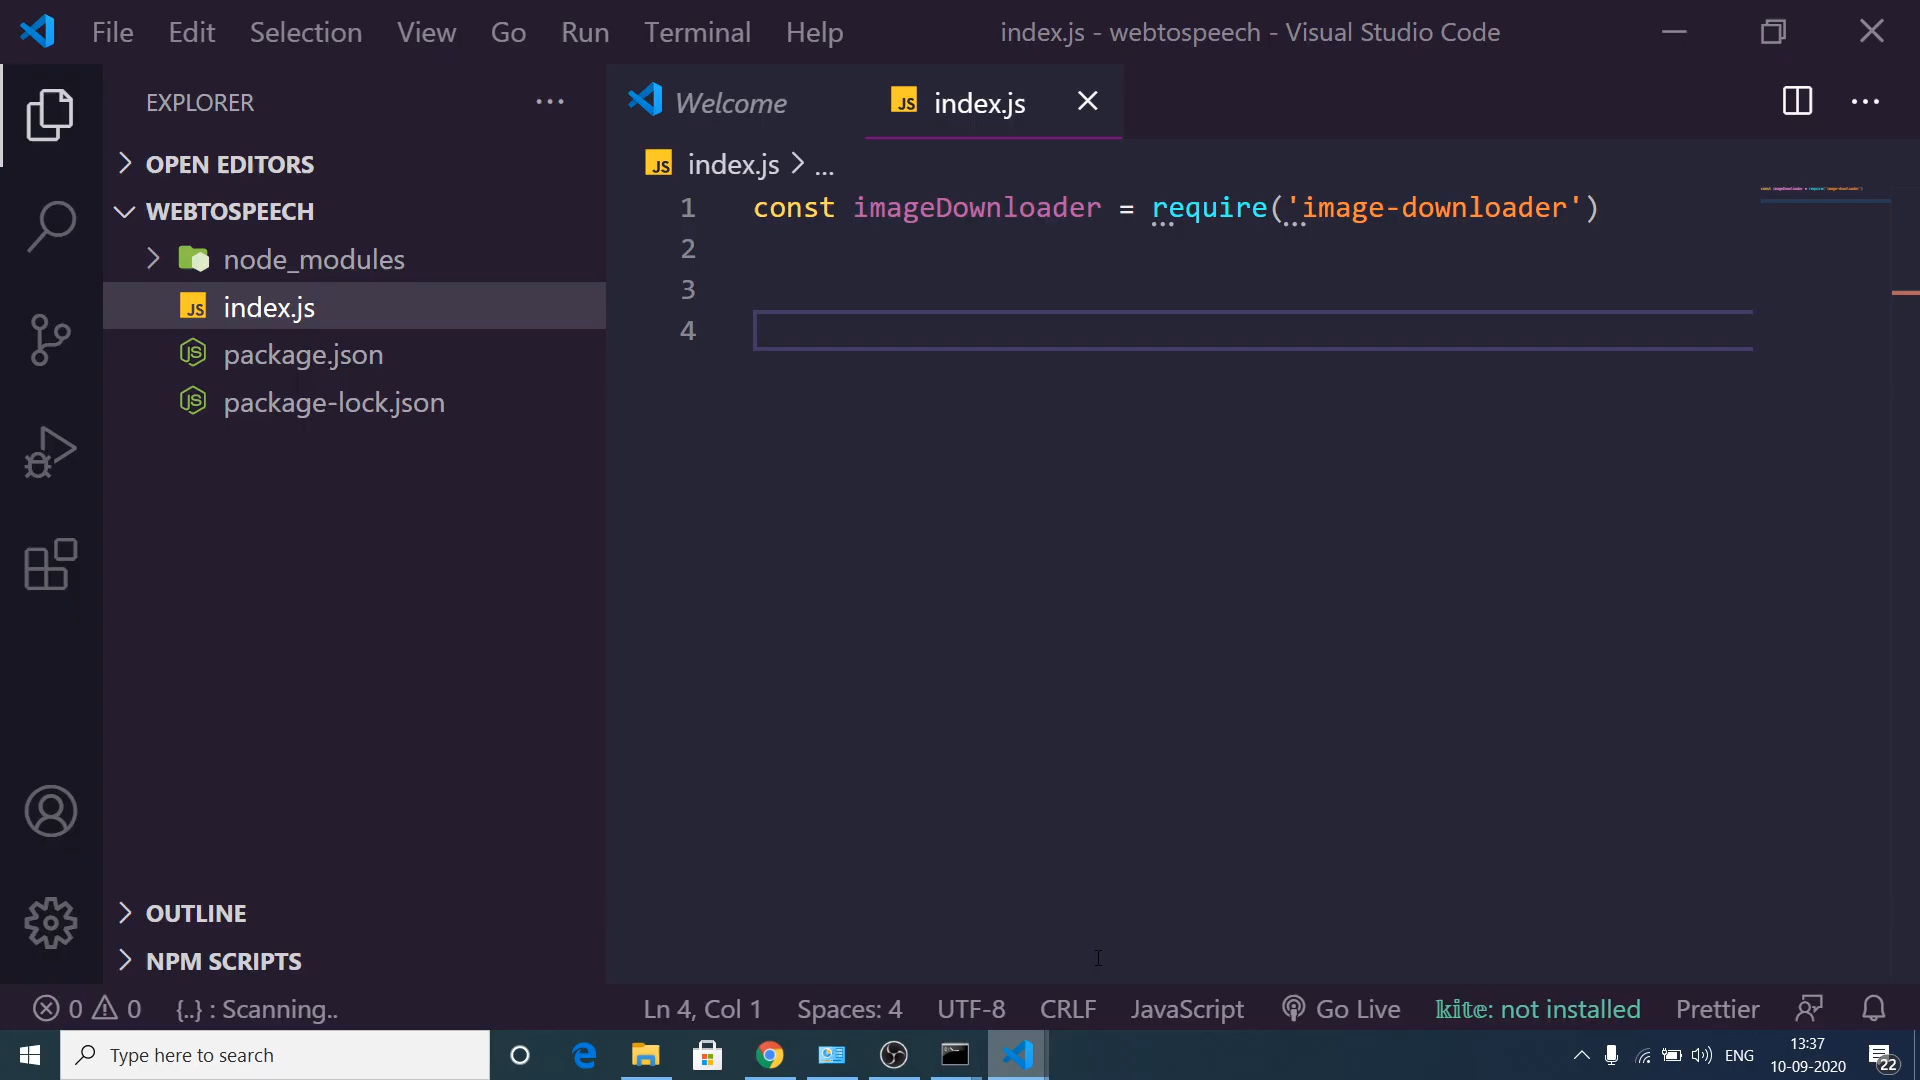 File Edit Selection View Go Run Terminal Help
index.js - webtospeech - Visual Studio Code
EXPLORER
OPEN EDITORS
WEBTOSPEECH
node_modules
JS index.js
package.json
package-lock.json
OUTLINE
NPM SCRIPTS
Welcome
JS index.js
JS index.js > ...
1 const imageDownloader = require('image-downloader')
2
3
4
0 0 {..} : Scanning..
Ln 4, Col 1 Spaces: 4 UTF-8 CRLF JavaScript Go Live kite: not installed Prettier
Type here to search
ENG
13:37
10-09-2020
22